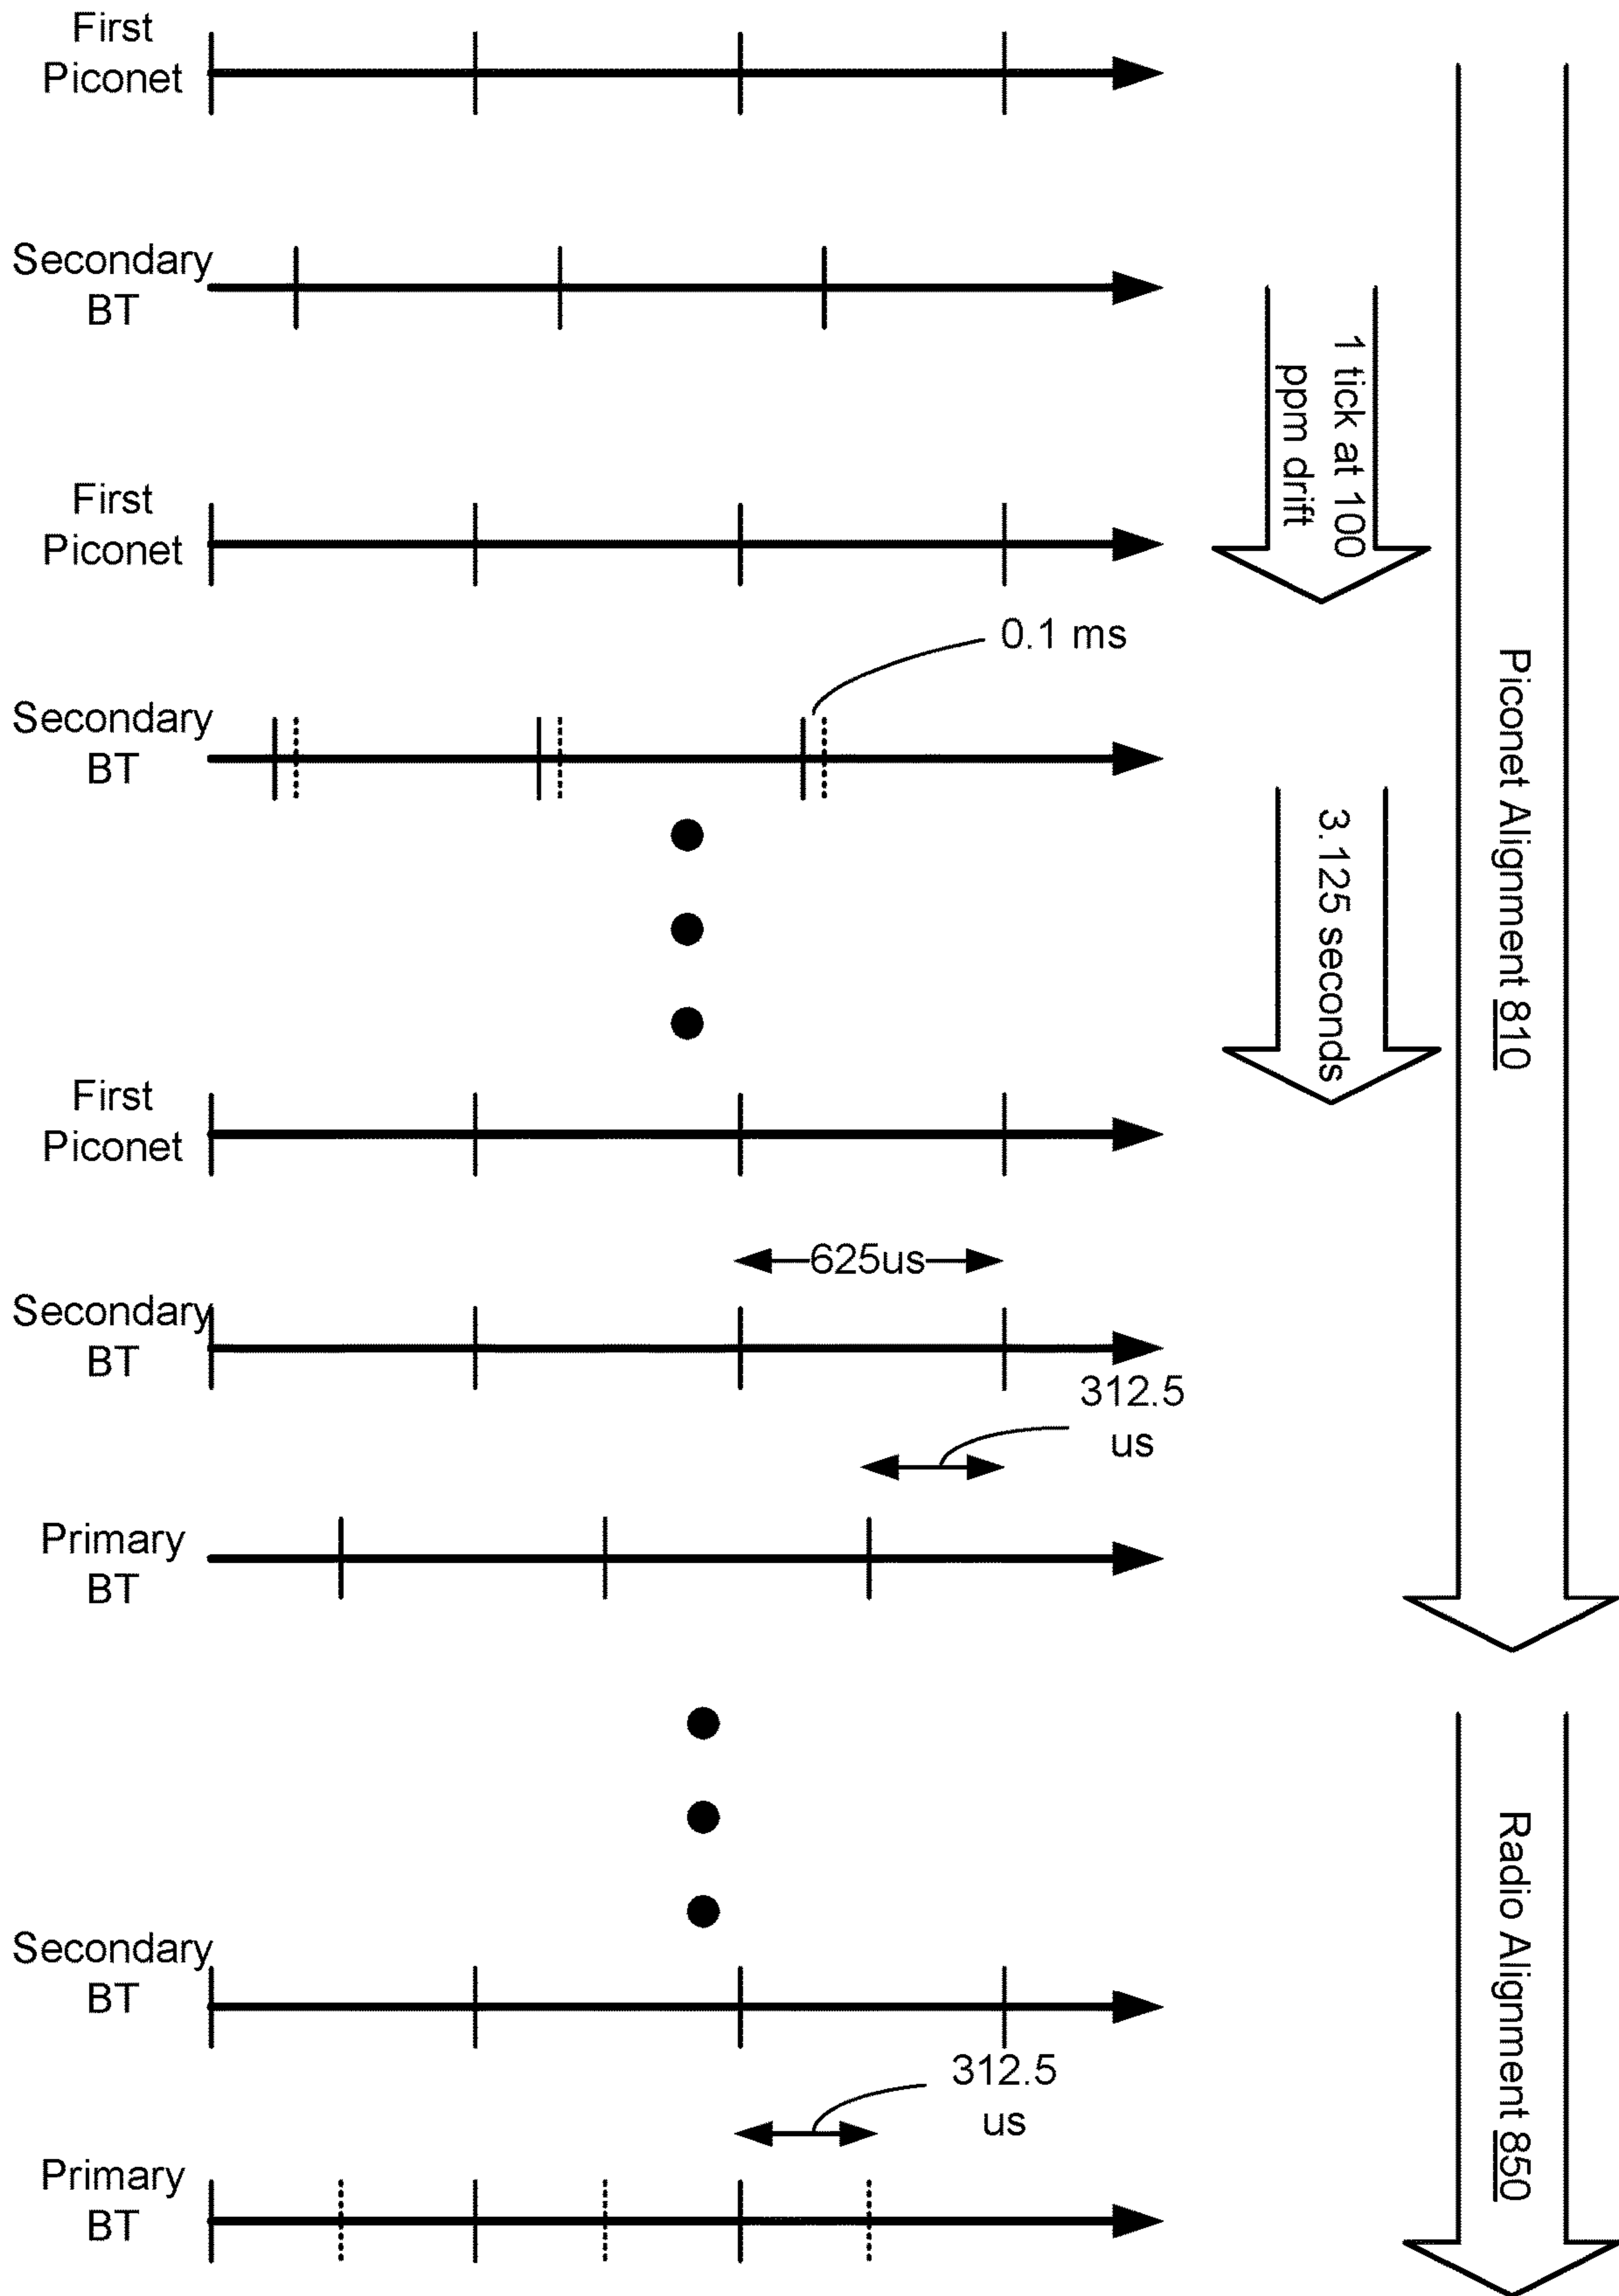 First
Piconet
Secondary
BT
1 tick at 100
ppm drift
First
Piconet
0.1 ms
Secondary
BT
3.125 seconds
Piconet Alignment 810
First
Piconet
625us
Secondary
BT
312.5
us
Primary
BT
Secondary
BT
312.5
us
Primary
BT
Radio Alignment 850